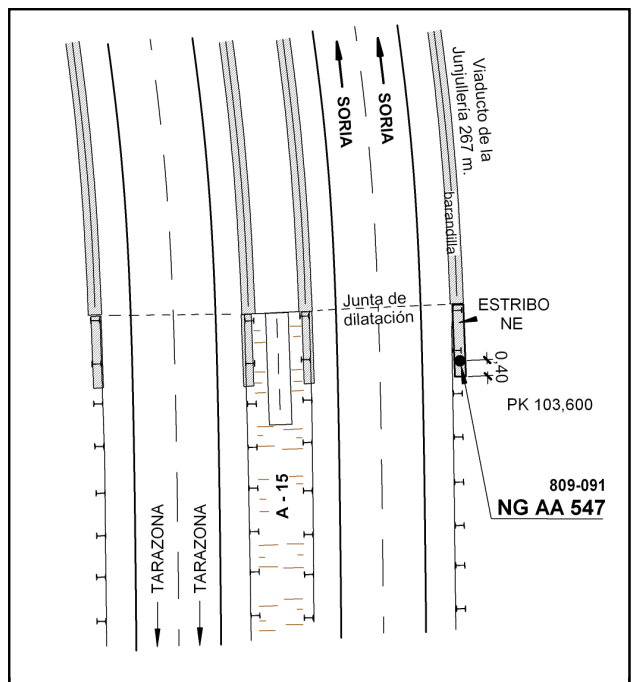 SORIA
SORIA
Viaducto de la
Junjullería 267 m.
barandilla
Junta de
dilatación
ESTRIBO
NE
0,40
PK 103,600
809-091
NG AA 547
A - 15
TARAZONA
TARAZONA